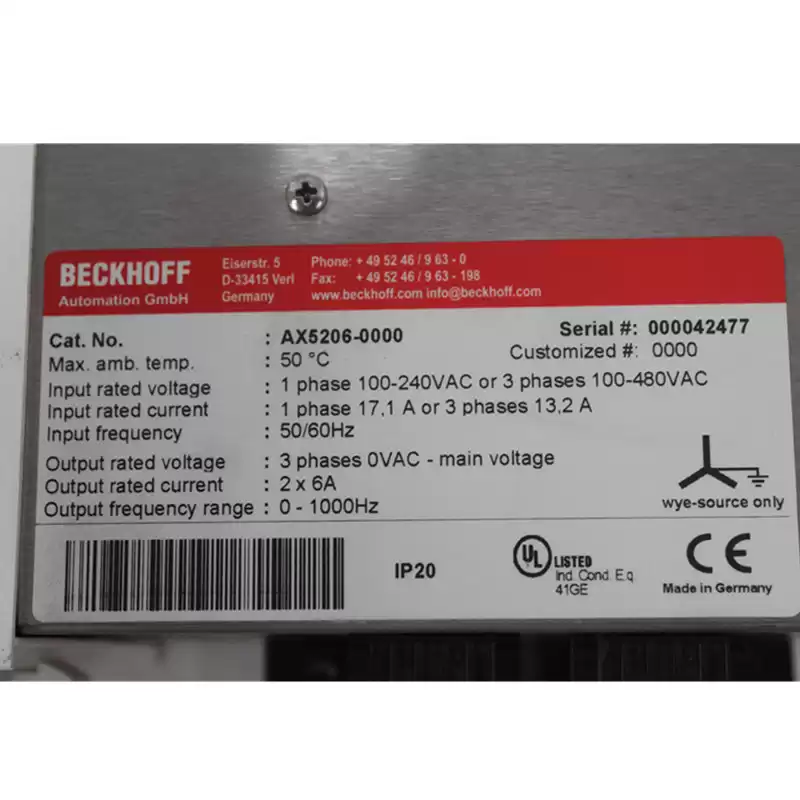 BECKHOFF
Automation GmbH
Eiserstr. 5
D-33415 Verl
Germany
Phone: + 49 52 46 / 9 63 - 0
Fax: + 49 52 46 / 9 63 - 198
www.beckhoff.com info@beckhoff.com
Cat. No. : AX5206-0000
Serial #: 000042477
Max. amb. temp. : 50 °C
Customized #: 0000
Input rated voltage : 1 phase 100-240VAC or 3 phases 100-480VAC
Input rated current : 1 phase 17,1 A or 3 phases 13,2 A
Input frequency : 50/60Hz
Output rated voltage : 3 phases 0VAC - main voltage
Output rated current : 2 x 6A
Output frequency range : 0 - 1000Hz
wye-source only
IP20
UL LISTED
Ind. Cond. Eq.
41GE
CE
Made in Germany